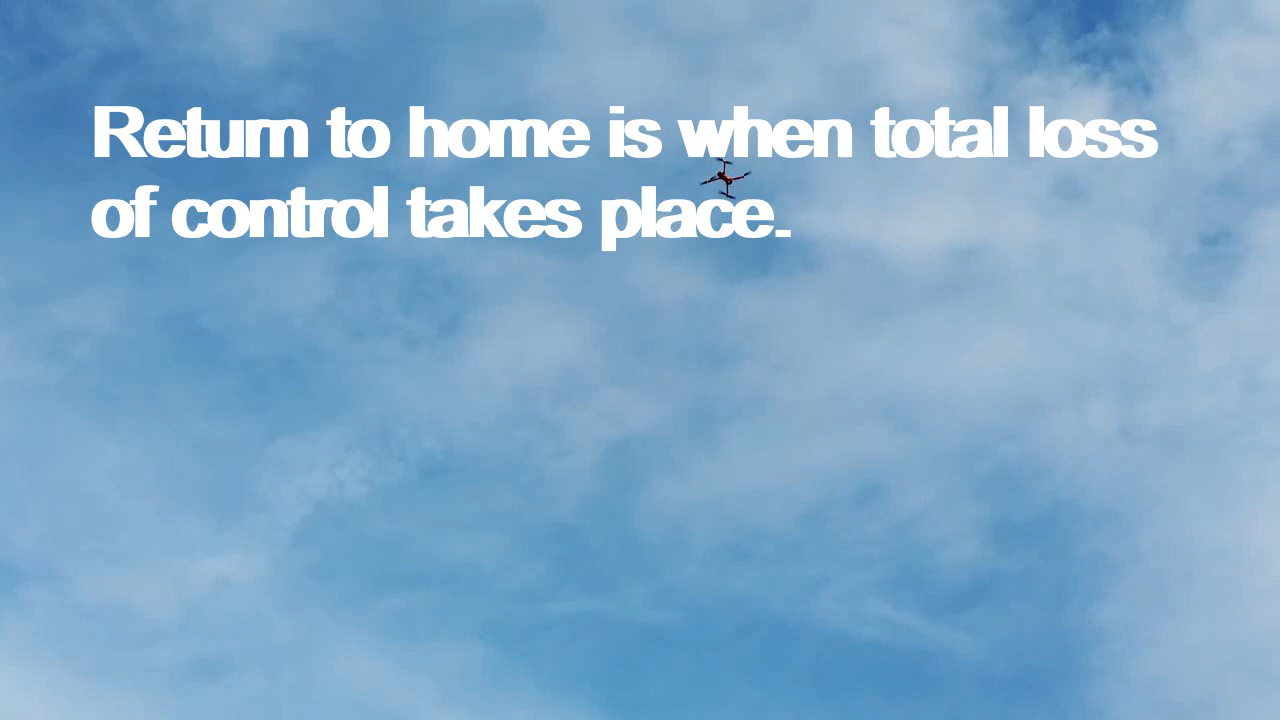 Return to home is when total loss
of control takes place.